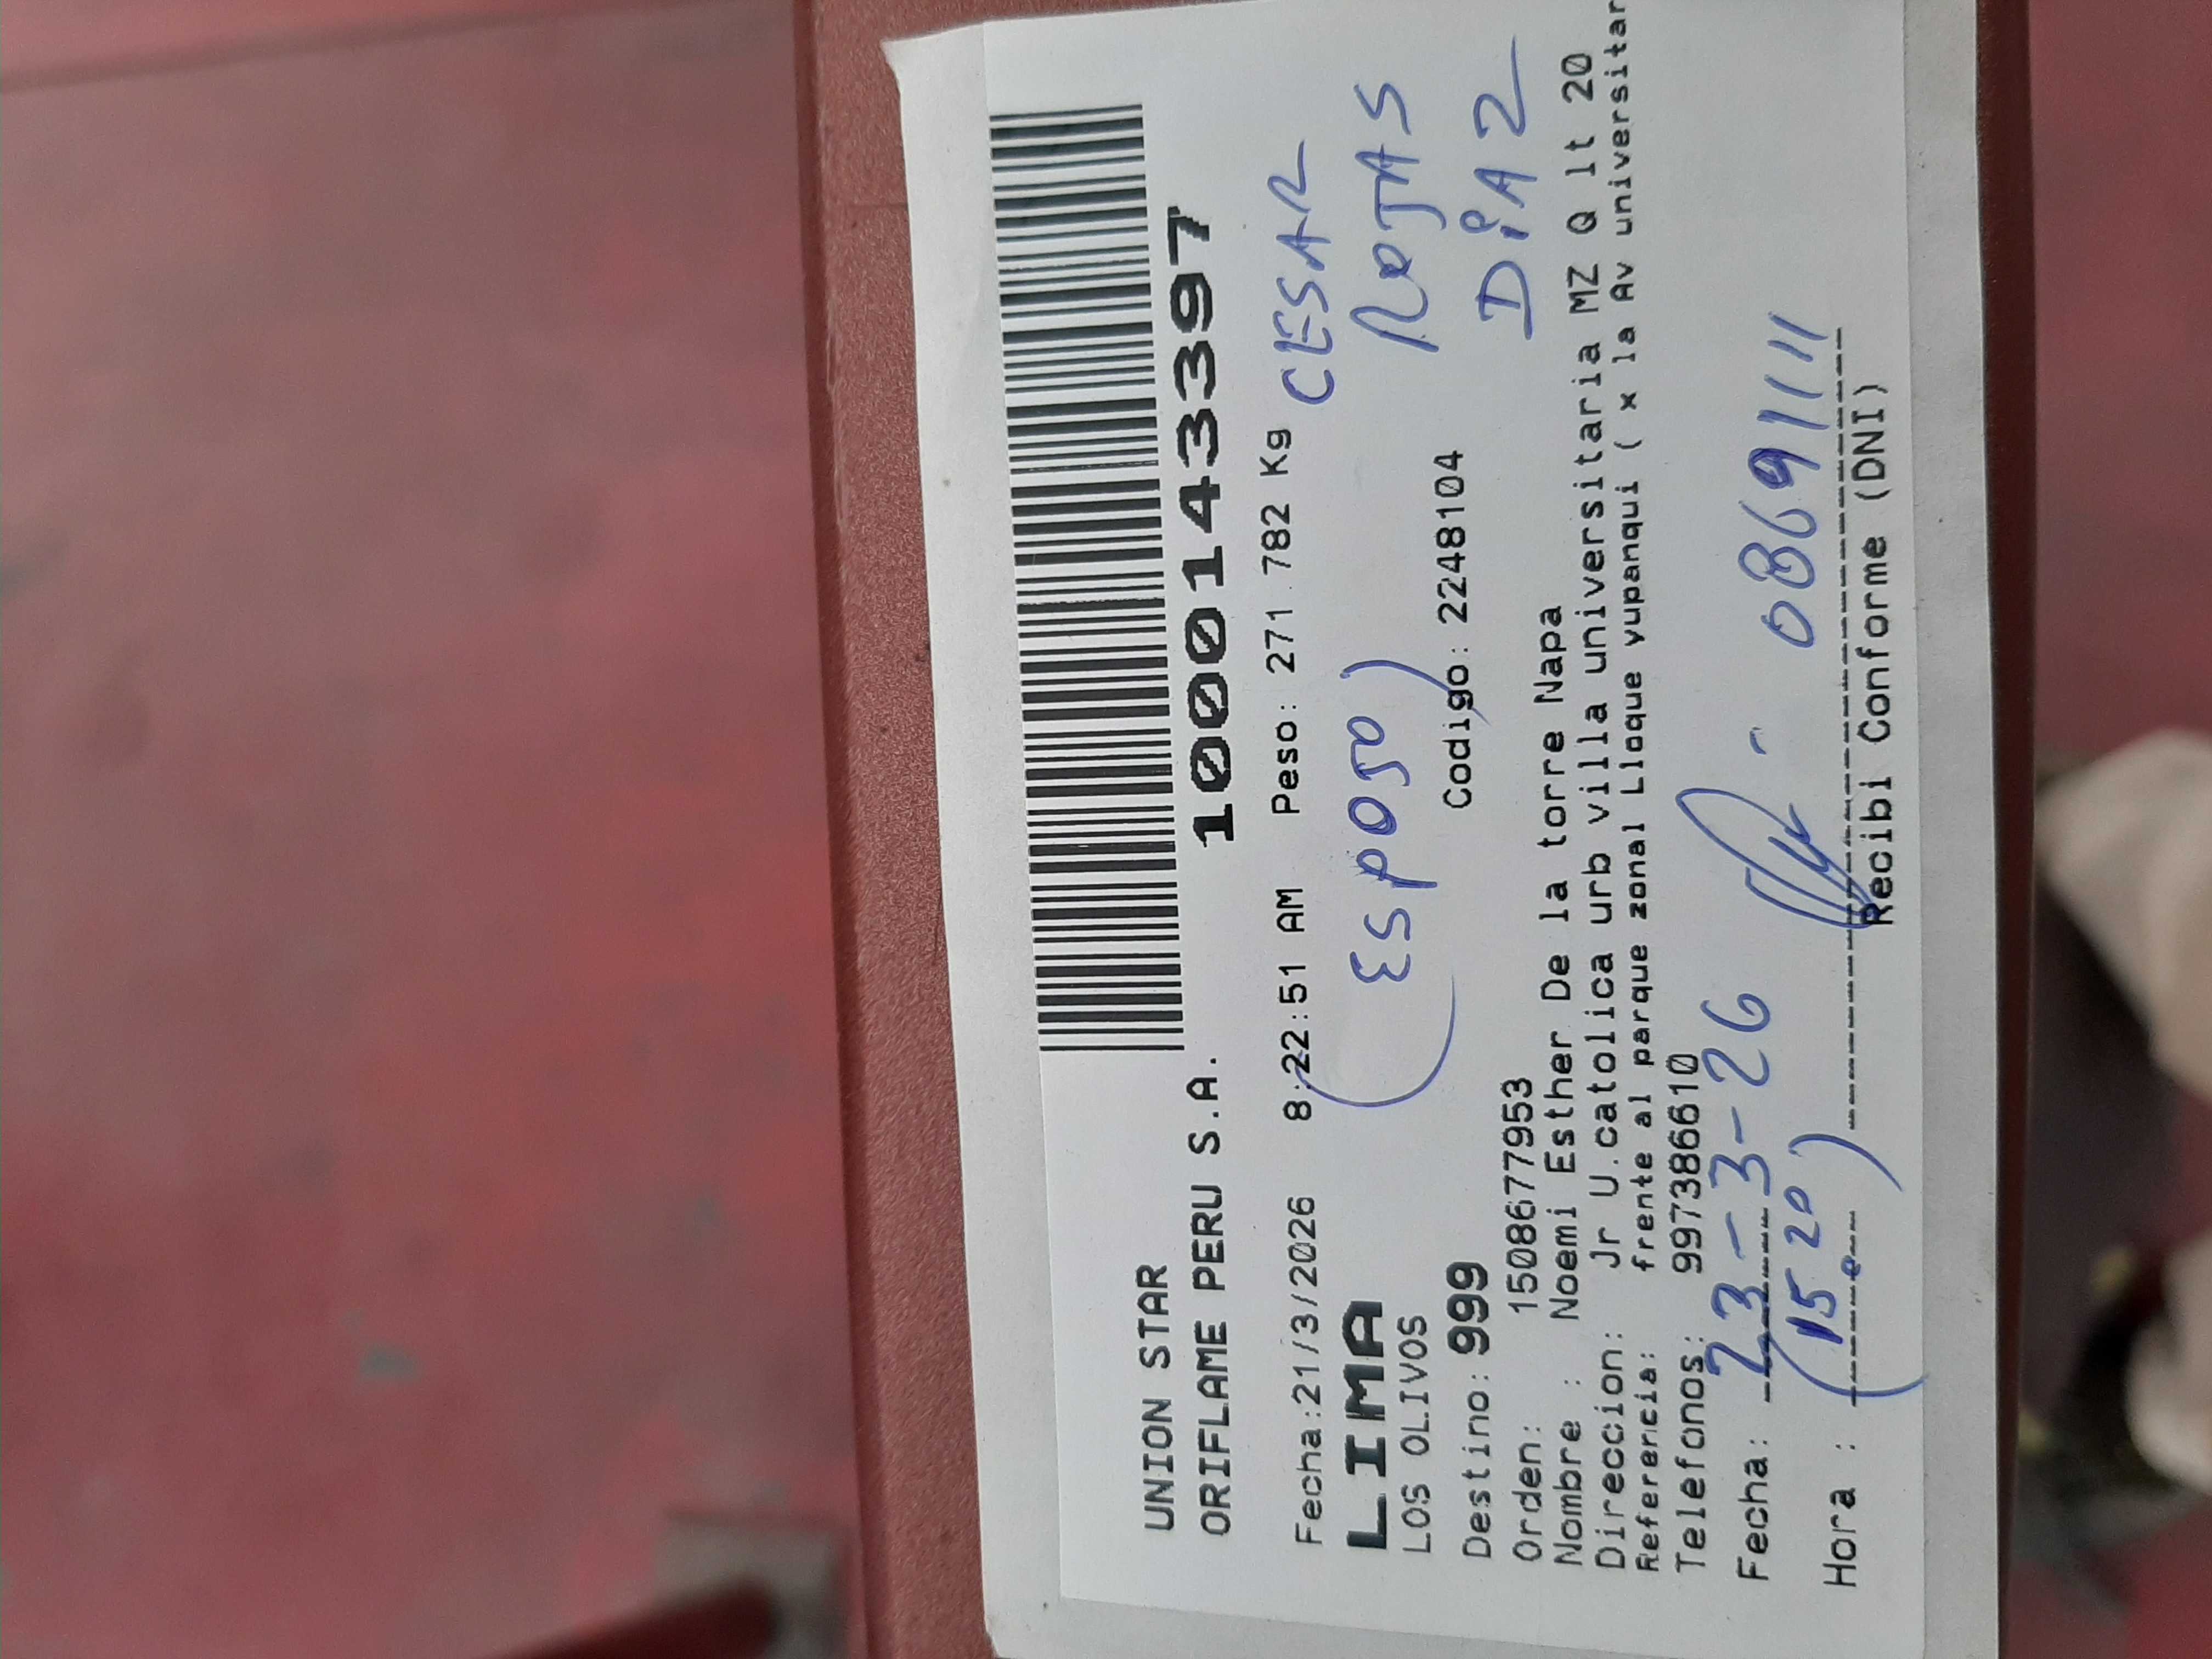 UNION STAR
ORIFLAME PERU S.A.
10001433397
Fecha:21/3/2026 8:22:51 AM Peso: 271.782 Kg
CESAR
LIMA
(ESPOSO)
ROJAS
LOS OLIVOS
Codigo: 2248104
DIAZ
Destino: 999
Orden: 1508677953
Nombre : Noemi Esther De la torre Napa
Direccion: Jr U.catolica urb villa universitaria MZ Q lt 20
Referencia: frente al parque zonal Lloque yupanqui ( x la Av universitar
Telefonos: 997386610
Fecha: 23-3-26
08691111
Hora : (15 20)
Recibi Conforme (DNI)